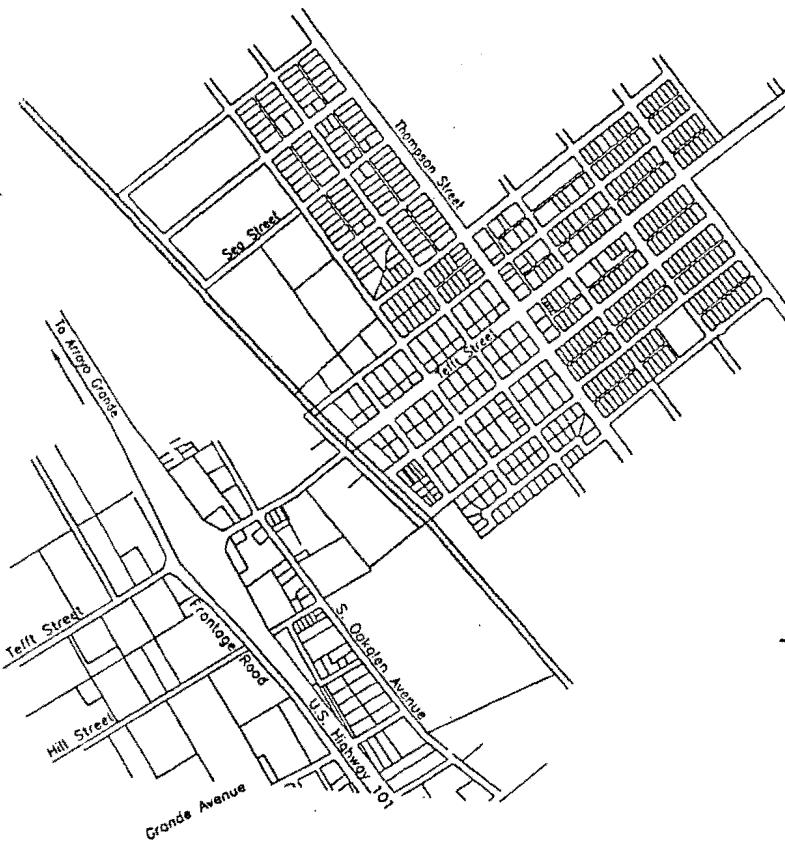 Thompson Street
Sea Street
Tefft Street
To Arroyo Grande
Tefft Street
Frontage Road
S. Oakglen Avenue
Hill Street
U.S. Highway 101
Grande Avenue